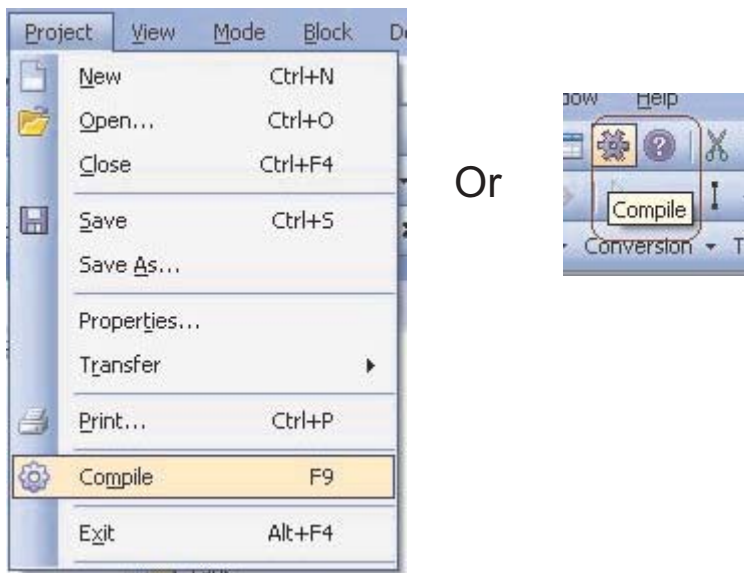 Project View Mode Block
New Ctrl+N
Open... Ctrl+O
Close Ctrl+F4
Save Ctrl+S
Save As...
Properties...
Transfer
Print... Ctrl+P
Compile F9
Exit Alt+F4
Or
Help
Compile
Conversion